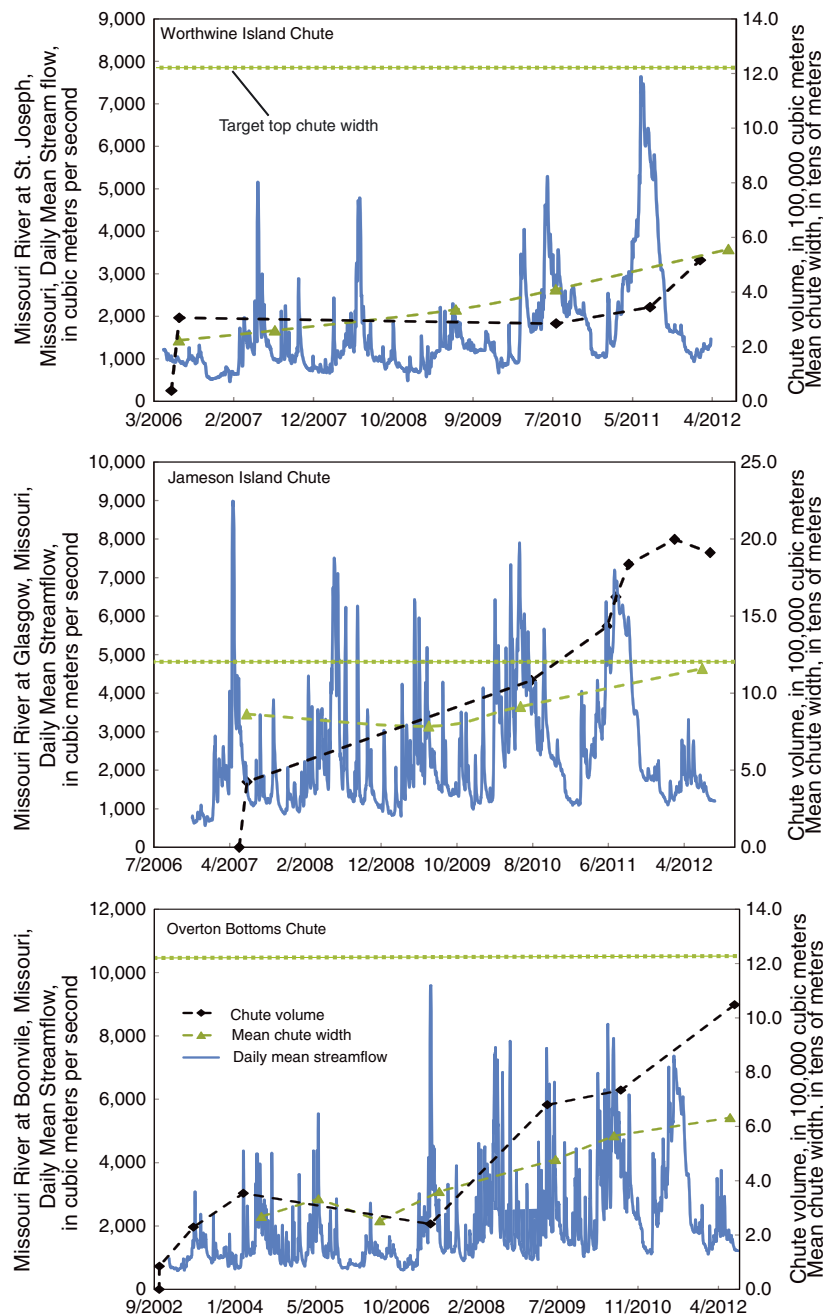 Worthwine Island Chute
Target top chute width
Missouri River at St. Joseph,
Missouri, Daily Mean Stream flow,
in cubic meters per second
9,000
8,000
7,000
6,000
5,000
4,000
3,000
2,000
1,000
0
14.0
12.0
10.0
8.0
6.0
4.0
2.0
0.0
Chute volume, in 100,000 cubic meters
Mean chute width, in tens of meters
3/2006 2/2007 12/2007 10/2008 9/2009 7/2010 5/2011 4/2012
Jameson Island Chute
Missouri River at Glasgow, Missouri,
Daily Mean Streamflow,
in cubic meters per second
10,000
9,000
8,000
7,000
6,000
5,000
4,000
3,000
2,000
1,000
0
25.0
20.0
15.0
10.0
5.0
0.0
Chute volume, in 100,000 cubic meters
Mean chute width, in tens of meters
7/2006 4/2007 2/2008 12/2008 10/2009 8/2010 6/2011 4/2012
Overton Bottoms Chute
Missouri River at Boonvile, Missouri,
Daily Mean Streamflow,
in cubic meters per second
12,000
10,000
8,000
6,000
4,000
2,000
0
Chute volume
Mean chute width
Daily mean streamflow
14.0
12.0
10.0
8.0
6.0
4.0
2.0
0.0
Chute volume, in 100,000 cubic meters
Mean chute width, in tens of meters
9/2002 1/2004 5/2005 10/2006 2/2008 7/2009 11/2010 4/2012